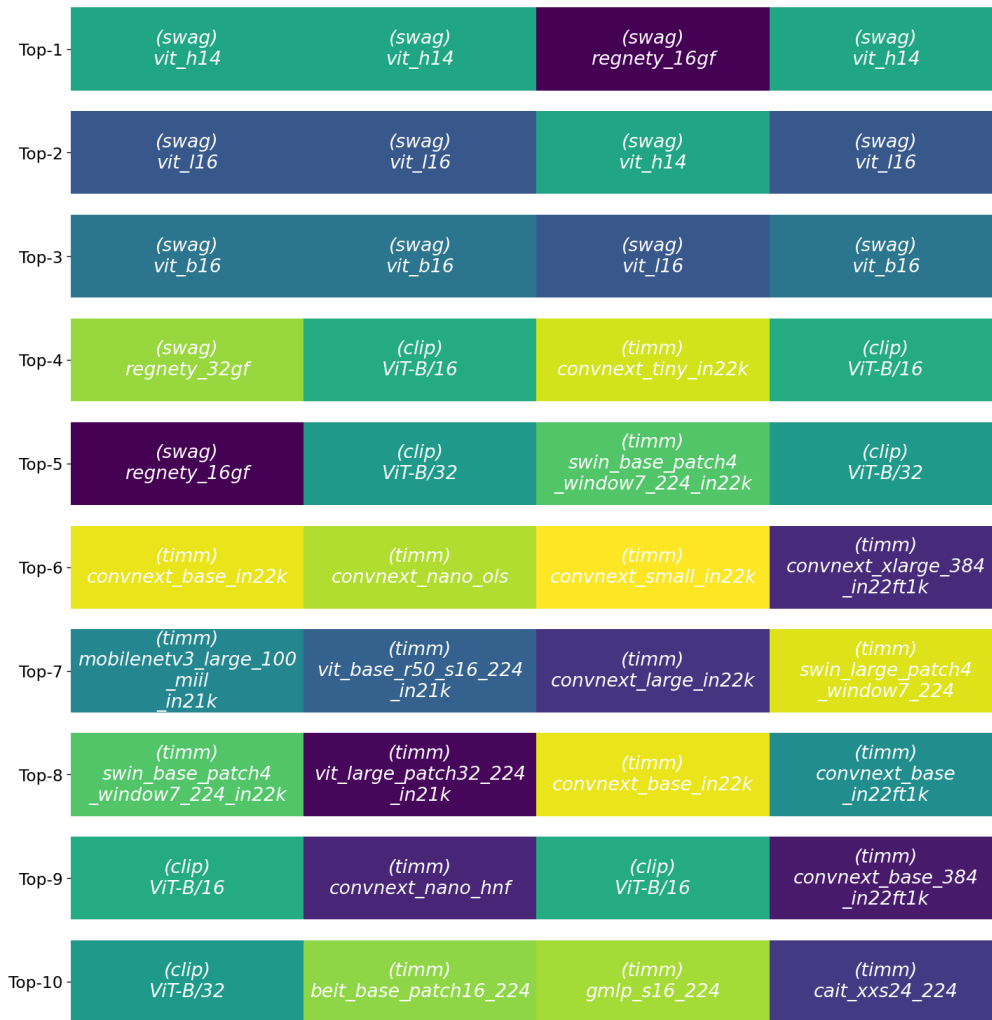 Top-1
(swag)
vit_h14
(swag)
vit_h14
(swag)
regnety_16gf
(swag)
vit_h14
Top-2
(swag)
vit_l16
(swag)
vit_l16
(swag)
vit_h14
(swag)
vit_l16
Top-3
(swag)
vit_b16
(swag)
vit_b16
(swag)
vit_l16
(swag)
vit_b16
Top-4
(swag)
regnety_32gf
(clip)
ViT-B/16
(timm)
convnext_tiny_in22k
(clip)
ViT-B/16
Top-5
(swag)
regnety_16gf
(clip)
ViT-B/32
(timm)
swin_base_patch4
_window7_224_in22k
(clip)
ViT-B/32
Top-6
(timm)
convnext_base_in22k
(timm)
convnext_nano_ols
(timm)
convnext_small_in22k
(timm)
convnext_xlarge_384
_in22ft1k
Top-7
(timm)
mobilenetv3_large_100
_miil
_in21k
(timm)
vit_base_r50_s16_224
_in21k
(timm)
convnext_large_in22k
(timm)
swin_large_patch4
_window7_224
Top-8
(timm)
swin_base_patch4
_window7_224_in22k
(timm)
vit_large_patch32_224
_in21k
(timm)
convnext_base_in22k
(timm)
convnext_base
_in22ft1k
Top-9
(clip)
ViT-B/16
(timm)
convnext_nano_hnf
(clip)
ViT-B/16
(timm)
convnext_base_384
_in22ft1k
Top-10
(clip)
ViT-B/32
(timm)
beit_base_patch16_224
(timm)
gmlp_s16_224
(timm)
cait_xxs24_224